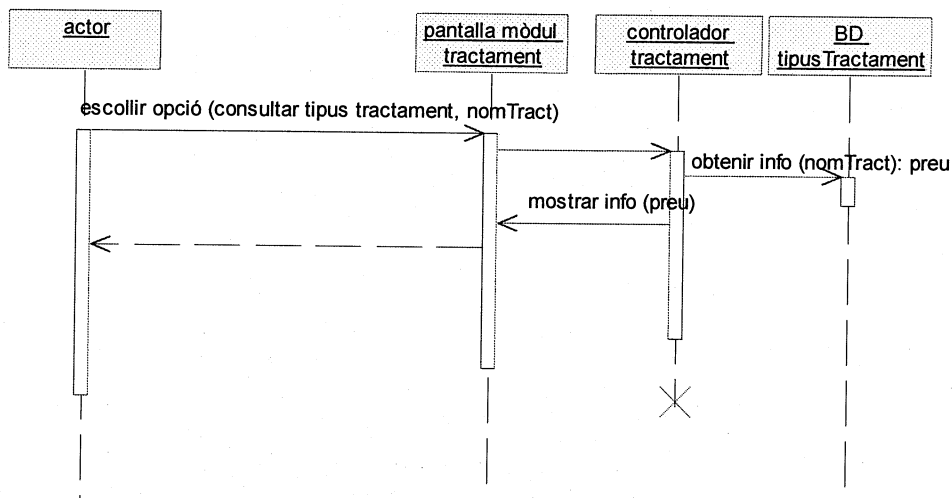 actor
pantalla mòdul
tractament
controlador
tractament
BD
tipusTractament
escollir opció (consultar tipus tractament, nomTract)
obtenir info (nomTract): preu
mostrar info (preu)